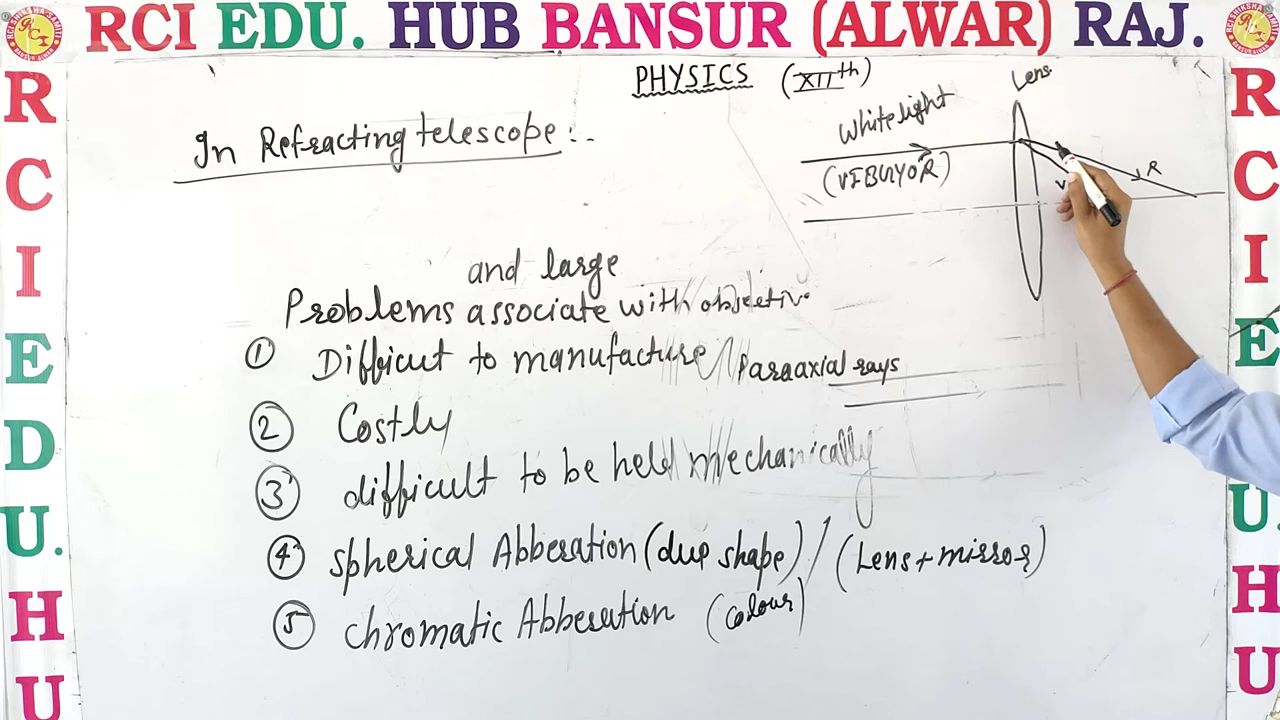 RCI EDU. HUB BANSUR (ALWAR) RAJ.
PHYSICS (XIIth)
Lens
In Refracting telescope:-
White light
(VIBGYOR)
R
V
and large
Problems associate with objective
① Difficut to manufacture Paraaxial rays
② Costly
③ difficult to be held mechanically
④ spherical Abberation (due shape) / (Lens + mirror)
⑤ chromatic Abberation (colour)
R
C
I
E
D
U.
H
U
R
C
I
E
U.
H
U